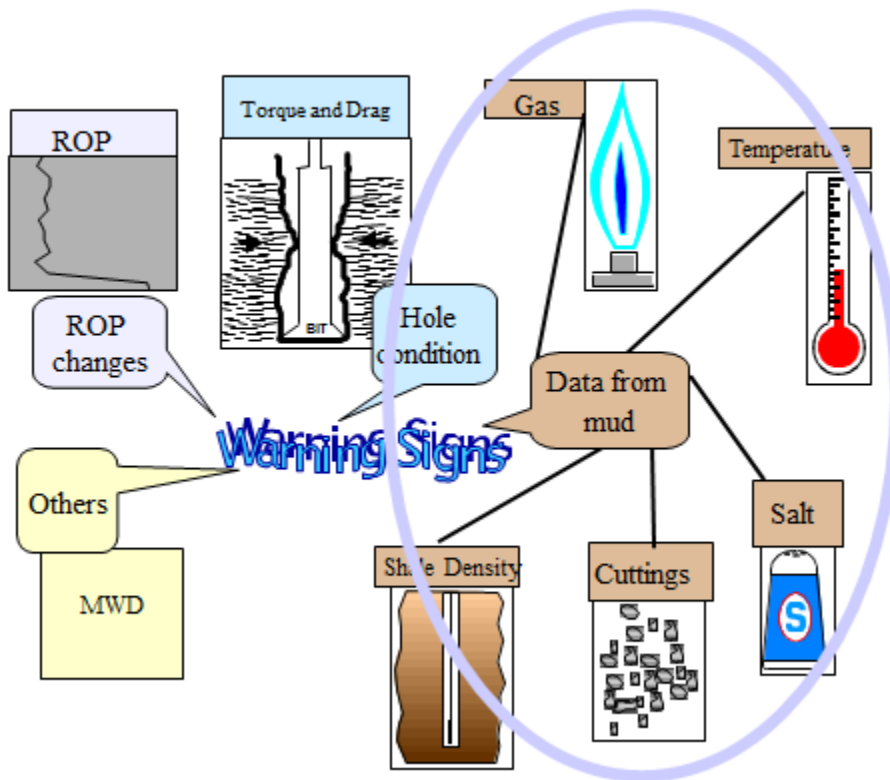 Gas
Torque and Drag
ROP
Temperature
BIT
ROP
changes
Hole
condition
Data from
mud
Warning Signs
Others
Salt
S
Shale Density
Cuttings
MWD